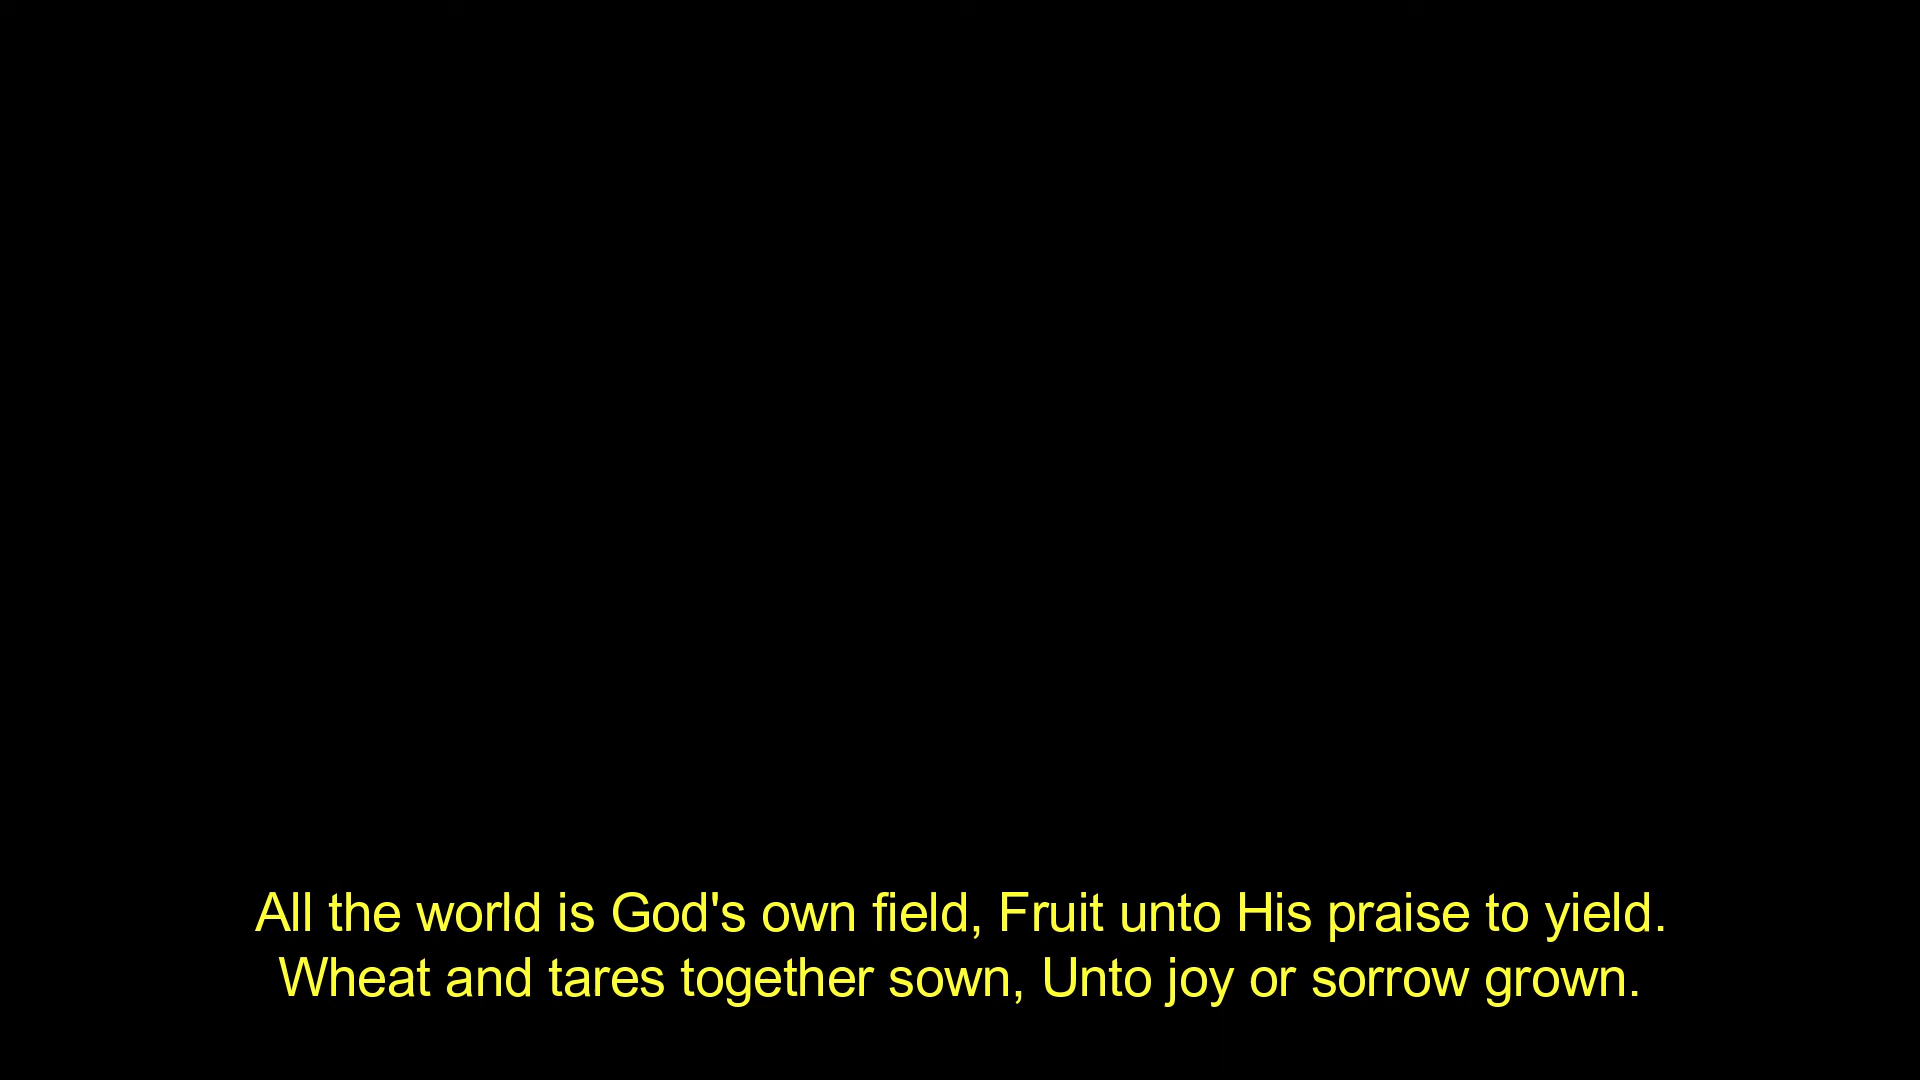 All the world is God's own field, Fruit unto His praise to yield.
Wheat and tares together sown, Unto joy or sorrow grown.